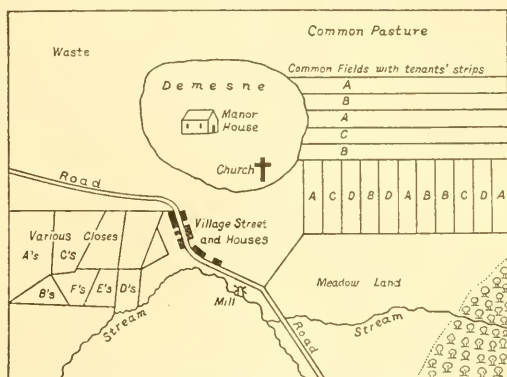 Common Pasture
Waste
Common Fields with tenants' strips
A
B
A
C
B
Demesne
Manor
House
Church
A C D B D A B B C D A
Road
Village Street
and Houses
Various Closes
A's C's
B's F's E's D's
Mill
Meadow Land
Stream
Stream
Road